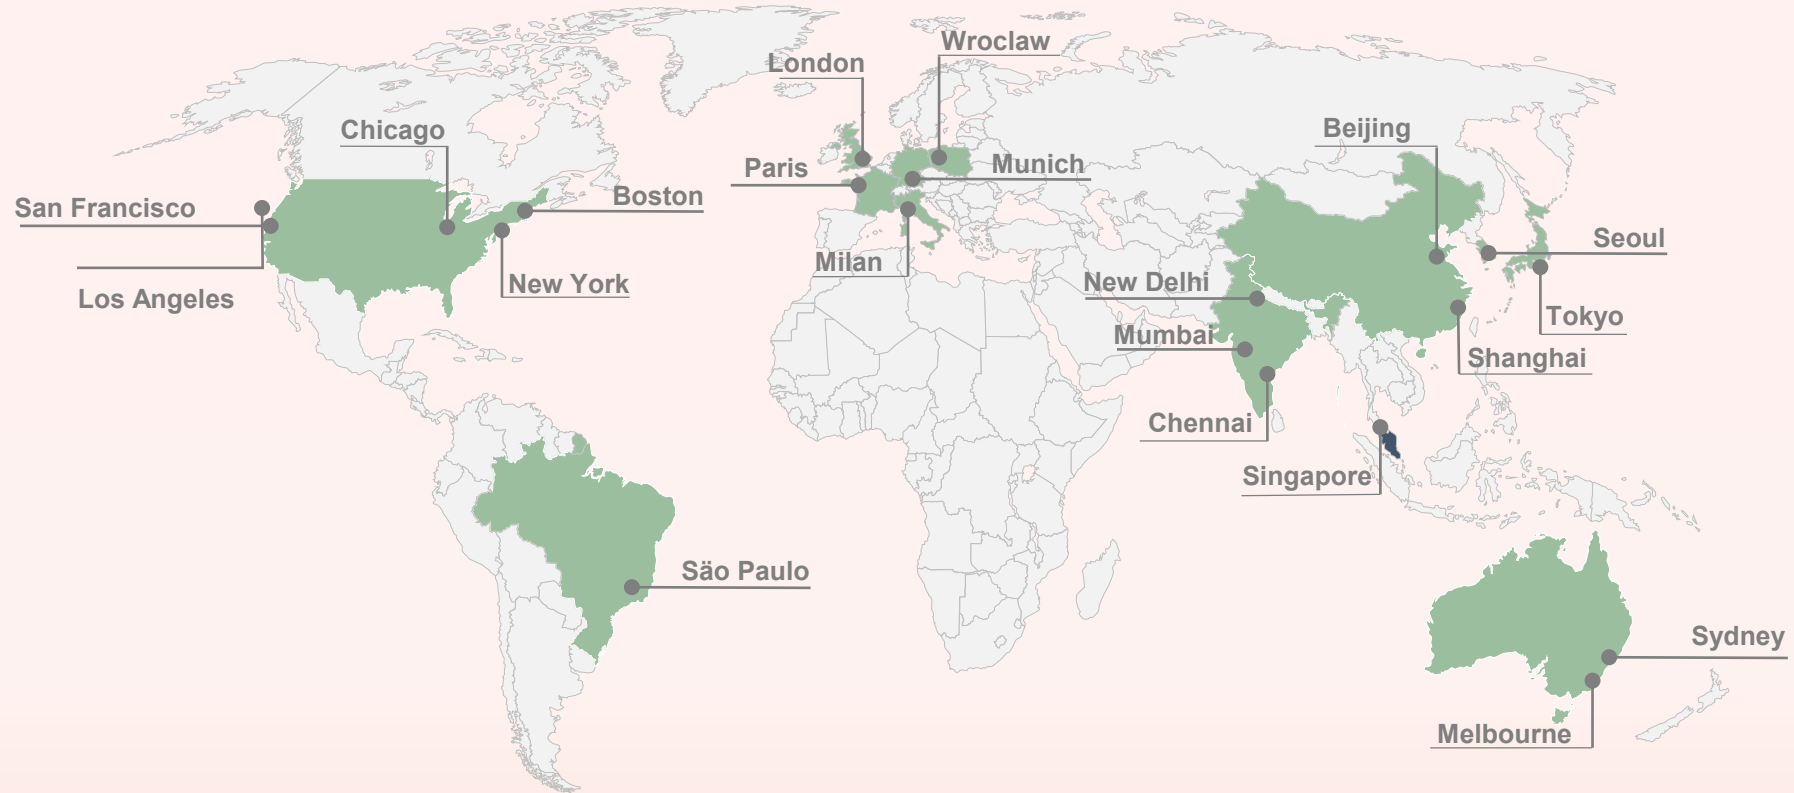 Wroclaw
London
Chicago
Beijing
Paris
Munich
Boston
San Francisco
Seoul
Milan
New Delhi
New York
Los Angeles
Tokyo
Mumbai
Shanghai
Chennai
Singapore
Säo Paulo
Sydney
Melbourne